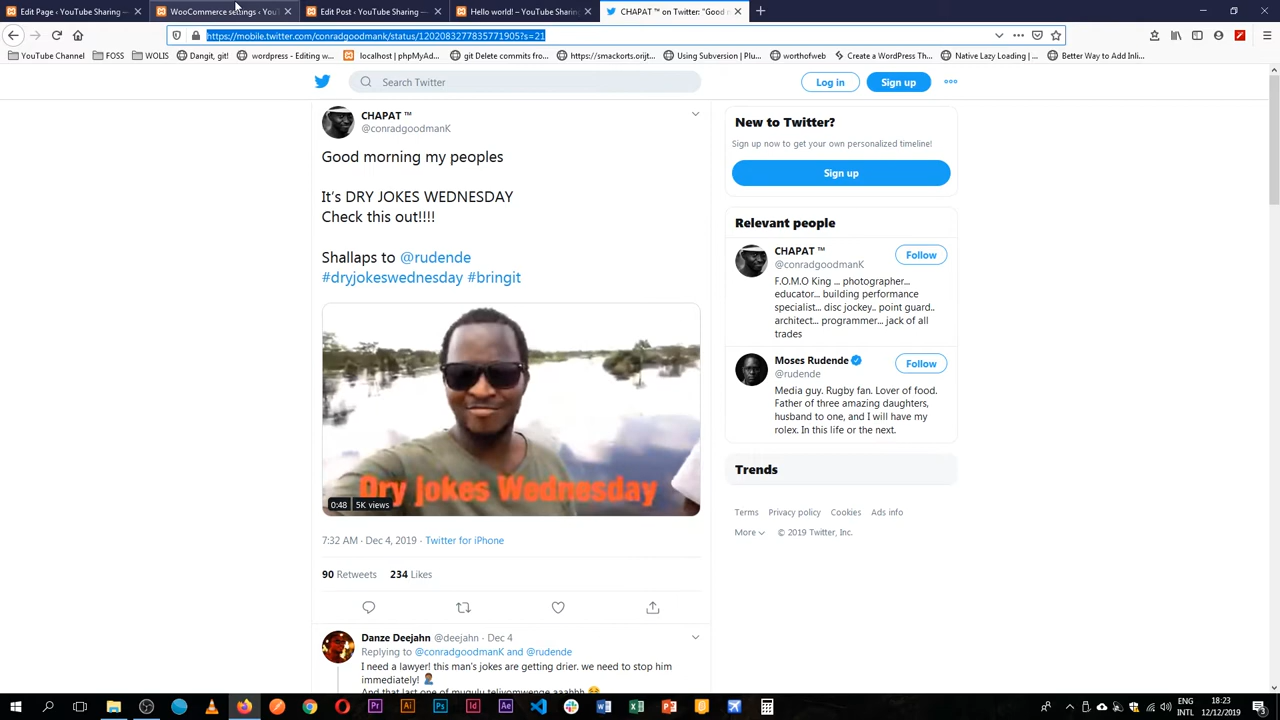 Edit Page ‹ YouTube Sharing —
WooCommerce settings ‹ You
Edit Post ‹ YouTube Sharing —
Hello world! – YouTube Sharing
CHAPAT ™ on Twitter: "Good
https://mobile.twitter.com/conradgoodmank/status/1202083277835771905?s=21
YouTube Channel
FOSS
WOLIS
Dangit, git!
wordpress - Editing w...
localhost | phpMyAd...
git Delete commits fro...
https://smackorts.orijt...
Using Subversion | Plu...
worthofweb
Create a WordPress Th...
Native Lazy Loading |...
Better Way to Add Inli...
Search Twitter
Log in
Sign up
CHAPAT ™
@conradgoodmanK
Good morning my peoples
It's DRY JOKES WEDNESDAY
Check this out!!!!
Shallaps to @rudende
#dryjokeswednesday #bringit
Dry Jokes Wednesday
0:48
5K views
7:32 AM · Dec 4, 2019 · Twitter for iPhone
90 Retweets
234 Likes
Danze Deejahn @deejahn · Dec 4
Replying to @conradgoodmanK and @rudende
I need a lawyer! this man's jokes are getting drier. we need to stop him
immediately!
And that last one of mugulu teliyomwenge aaahhh
New to Twitter?
Sign up now to get your own personalized timeline!
Sign up
Relevant people
CHAPAT ™
@conradgoodmanK
Follow
F.O.M.O King ... photographer...
educator... building performance
specialist... disc jockey.. point guard..
architect... programmer... jack of all
trades
Moses Rudende
@rudende
Follow
Media guy. Rugby fan. Lover of food.
Father of three amazing daughters,
husband to one, and I will have my
rolex. In this life or the next.
Trends
Terms
Privacy policy
Cookies
Ads info
More
© 2019 Twitter, Inc.
ENG
INTL
18:23
12/12/2019